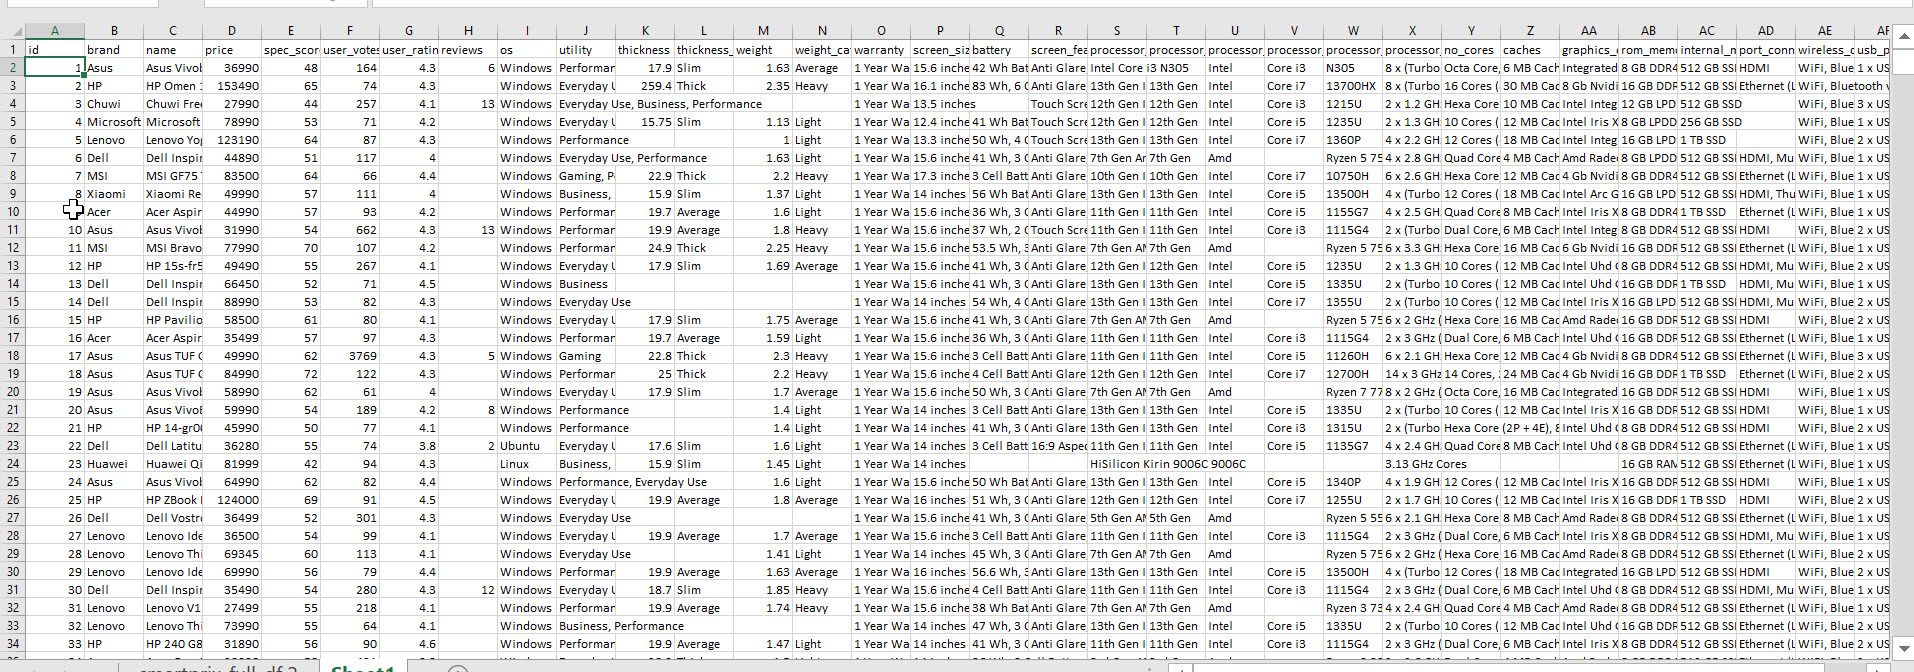 A B C D E F G H I J K L M N O P Q R S T U V W X Y Z AA AB AC AD AE AF
1 id brand name price spec_scor user_votes user_ratin reviews os utility thickness thickness_ weight weight_ca warranty screen_siz battery screen_fea processor_ processor_ processor_ processor_ processor_ processor_ no_cores caches graphics_c rom_mem internal_n port_conn wireless_c usb_p
2 1 Asus Asus Vivob 36990 48 164 4.3 6 Windows Performan 17.9 Slim 1.63 Average 1 Year Wa 15.6 inche 42 Wh Bat Anti Glare Intel Core i3 N305 Intel Core i3 N305 8 x (Turbo Octa Core, 6 MB Cach Integrated 8 GB DDR4 512 GB SSI HDMI WiFi, Blue 1 x US
3 2 HP HP Omen 153490 65 74 4.3 Windows Everyday U 259.4 Thick 2.35 Heavy 1 Year Wa 16.1 inche 83 Wh, 6 C Anti Glare 13th Gen I 13th Gen Intel Core i7 13700HX 8 x (Turbo 16 Cores ( 30 MB Cac 8 Gb Nvidi 16 GB DDR 512 GB SSI Ethernet (L WiFi, Bluetooth v
4 3 Chuwi Chuwi Fre 27990 44 257 4.1 13 Windows Everyday Use, Business, Performance 1 Year Wa 13.5 inches Touch Scre 12th Gen I 12th Gen Intel Core i3 1215U 2 x 1.2 GH Hexa Core 10 MB Cac Intel Integ 12 GB LPD 512 GB SSD WiFi, Blue 3 x US
5 4 Microsoft Microsoft 78990 53 71 4.2 Windows Everyday U 15.75 Slim 1.13 Light 1 Year Wa 12.4 inche 41 Wh Bat Touch Scre 12th Gen I 12th Gen Intel Core i5 1235U 2 x 1.3 GH 10 Cores ( 12 MB Cac Intel Iris X 8 GB LPDD 256 GB SSD WiFi, Blue 1 x US
6 5 Lenovo Lenovo Yog 123190 64 87 4.3 Windows Performance 1 Light 1 Year Wa 13.3 inche 50 Wh, 4 C Touch Scre 13th Gen I 13th Gen Intel Core i7 1360P 4 x 2.2 GH 12 Cores ( 18 MB Cac Intel Integ 16 GB LPD 1 TB SSD WiFi, Blue 1 x US
7 6 Dell Dell Inspir 44890 51 117 4 Windows Everyday Use, Performance 1.63 Light 1 Year Wa 15.6 inche 41 Wh, 3 C Anti Glare 7th Gen Ar 7th Gen Amd Ryzen 5 75 4 x 2.8 GH Quad Core 4 MB Cach Amd Rade 8 GB LPDD 512 GB SSI HDMI, Mu WiFi, Blue 1 x US
8 7 MSI MSI GF75 83500 64 66 4.4 Windows Gaming, P 22.9 Thick 2.2 Heavy 1 Year Wa 17.3 inche 3 Cell Batt Anti Glare 10th Gen I 10th Gen Intel Core i7 10750H 6 x 2.6 GH Hexa Core 12 MB Cac 4 Gb Nvidi 8 GB DDR4 512 GB SSI Ethernet (L WiFi, Blue 1 x US
9 8 Xiaomi Xiaomi Re 49990 57 111 4 Windows Business, 15.9 Slim 1.37 Light 1 Year Wa 14 inches 56 Wh Bat Anti Glare 13th Gen I 13th Gen Intel Core i5 13500H 4 x (Turbo 12 Cores ( 18 MB Cac Intel Arc G 16 GB LPD 512 GB SSI HDMI, Thu WiFi, Blue 2 x US
10 Acer Acer Aspir 44990 57 93 4.2 Windows Performan 19.7 Average 1.6 Light 1 Year Wa 15.6 inche 36 Wh, 3 C Anti Glare 11th Gen I 11th Gen Intel Core i5 1155G7 4 x 2.5 GH Quad Core 8 MB Cach Intel Iris X 8 GB DDR4 1 TB SSD Ethernet (L WiFi, Blue 2 x US
11 10 Asus Asus Vivob 31990 54 662 4.3 13 Windows Performan 19.9 Average 1.8 Heavy 1 Year Wa 15.6 inche 37 Wh, 2 C Touch Scre 11th Gen I 11th Gen Intel Core i3 1115G4 2 x (Turbo Dual Core, 6 MB Cach Intel Integ 8 GB DDR4 512 GB SSI HDMI WiFi, Blue 2 x US
12 11 MSI MSI Bravo 77990 70 107 4.2 Windows Performan 24.9 Thick 2.25 Heavy 1 Year Wa 15.6 inche 53.5 Wh, 3 Anti Glare 7th Gen AM 7th Gen Amd Ryzen 5 75 6 x 3.3 GH Hexa Core 16 MB Cac 6 Gb Nvidi 16 GB DDR 512 GB SSI Ethernet (L WiFi, Blue 2 x US
13 12 HP HP 15s-fr5 49490 55 267 4.1 Windows Everyday U 17.9 Slim 1.69 Average 1 Year Wa 15.6 inche 41 Wh, 3 C Anti Glare 12th Gen I 12th Gen Intel Core i5 1235U 2 x 1.3 GH 10 Cores ( 12 MB Cac Intel Uhd G 8 GB DDR4 512 GB SSI HDMI, Mu WiFi, Blue 2 x US
14 13 Dell Dell Inspir 66450 52 71 4.5 Windows Business 1 Year Wa 15.6 inche 41 Wh, 3 C Anti Glare 13th Gen I 13th Gen Intel Core i5 1335U 2 x (Turbo 10 Cores ( 12 MB Cac Intel Uhd G 16 GB DDR 1 TB SSD HDMI, Mu WiFi, Blue 1 x US
15 14 Dell Dell Inspir 88990 53 82 4.3 Windows Everyday Use 1 Year Wa 14 inches 54 Wh, 4 C Anti Glare 13th Gen I 13th Gen Intel Core i7 1355U 2 x (Turbo 10 Cores ( 12 MB Cac Intel Iris X 16 GB LPD 512 GB SSI HDMI, Mu WiFi, Blue 2 x US
16 15 HP HP Pavilio 58500 61 80 4.1 Windows Everyday U 17.9 Slim 1.75 Average 1 Year Wa 15.6 inche 41 Wh, 3 C Anti Glare 7th Gen AM 7th Gen Amd Ryzen 5 75 6 x 2 GHz ( Hexa Core 16 MB Cac Amd Rade 16 GB DDR 512 GB SSI HDMI, Mu WiFi, Blue 2 x US
17 16 Acer Acer Aspir 35499 57 97 4.3 Windows Performan 17.9 Average 1.59 Light 1 Year Wa 15.6 inche 36 Wh, 3 C Anti Glare 11th Gen I 11th Gen Intel Core i3 1115G4 2 x 3 GHz ( Dual Core, 6 MB Cach Intel Uhd G 16 GB DDR 512 GB SSI Ethernet (L WiFi, Blue 2 x US
18 17 Asus Asus TUF G 49990 62 3769 4.3 5 Windows Gaming 22.8 Thick 2.3 Heavy 1 Year Wa 15.6 inche 3 Cell Batt Anti Glare 11th Gen I 11th Gen Intel Core i5 11260H 6 x 2.1 GH Hexa Core 12 MB Cac 4 Gb Nvidi 8 GB DDR4 512 GB SSI Ethernet (L WiFi, Blue 3 x US
19 18 Asus Asus TUF G 84990 72 122 4.3 Windows Everyday U 25 Thick 2.2 Heavy 1 Year Wa 15.6 inche 4 Cell Batt Anti Glare 12th Gen I 12th Gen Intel Core i7 12700H 14 x 3 GHz 14 Cores, 24 MB Cac 4 Gb Nvidi 16 GB DDR 1 TB SSD Ethernet (L WiFi, Blue 2 x US
20 19 Asus Asus Vivob 58990 62 61 4 Windows Everyday U 17.9 Slim 1.7 Average 1 Year Wa 15.6 inche 50 Wh, 3 C Anti Glare 7th Gen AM 7th Gen Amd Ryzen 7 77 8 x 2 GHz ( Octa Core, 16 MB Cac Integrated 16 GB DDR 512 GB SSI HDMI WiFi, Blue 2 x US
21 20 Asus Asus VivoB 59990 54 189 4.2 8 Windows Performance 1.4 Light 1 Year Wa 14 inches 3 Cell Batt Anti Glare 13th Gen I 13th Gen Intel Core i5 1335U 2 x (Turbo 10 Cores ( 12 MB Cac Intel Iris X 8 GB DDR4 512 GB SSI HDMI WiFi, Blue 2 x US
22 21 HP HP 14-gr0 45990 50 77 4.1 Windows Performance 1.4 Light 1 Year Wa 14 inches 41 Wh, 3 C Anti Glare 13th Gen I 13th Gen Intel Core i3 1315U 2 x (Turbo Hexa Core (2P + 4E), 8 Intel Uhd G 8 GB DDR4 512 GB SSI HDMI WiFi, Blue 1 x US
23 22 Dell Dell Latitu 36280 55 74 3.8 2 Ubuntu Everyday U 17.6 Slim 1.6 Light 1 Year Wa 14 inches 3 Cell Batt 16:9 Aspec 11th Gen I 11th Gen Intel Core i5 1135G7 4 x 2.4 GH Quad Core 8 MB Cach Intel Uhd G 8 GB DDR4 512 GB SSI Ethernet (L WiFi, Blue 1 x US
24 23 Huawei Huawei Qi 81999 42 94 4.3 Linux Business, 15.9 Slim 1.45 Light 1 Year Wa 14 inches HiSilicon Kirin 9006C 9006C 3.13 GHz Cores 16 GB RAM 512 GB SSI HDMI WiFi, Blue 1 x US
25 24 Asus Asus Vivob 64990 62 82 4.4 Windows Performance, Everyday Use 1.6 Light 1 Year Wa 15.6 inche 50 Wh Bat Anti Glare 13th Gen I 13th Gen Intel Core i5 1340P 4 x 1.9 GH 12 Cores ( 12 MB Cac Intel Iris X 16 GB DDR 512 GB SSI HDMI WiFi, Blue 1 x US
26 25 HP HP ZBook 124000 69 91 4.5 Windows Everyday U 19.9 Average 1.8 Average 1 Year Wa 16 inches 51 Wh, 3 C Anti Glare 12th Gen I 12th Gen Intel Core i7 1255U 2 x 1.7 GH 10 Cores ( 12 MB Cac Intel Iris X 16 GB DDR 1 TB SSD HDMI WiFi, Blue 2 x US
27 26 Dell Dell Vostr 36499 52 301 4.3 Windows Everyday Use 1 Year Wa 15.6 inche 41 Wh, 3 C Anti Glare 5th Gen AM 5th Gen Amd Ryzen 5 55 6 x 2.1 GH Hexa Core 8 MB Cach Amd Rade 8 GB DDR4 512 GB SSI Ethernet (L WiFi, Blue 1 x US
28 27 Lenovo Lenovo Ide 36500 54 99 4.1 Windows Everyday U 19.9 Average 1.7 Average 1 Year Wa 15.6 inche 3 Cell Batt Anti Glare 11th Gen I 11th Gen Intel Core i3 1115G4 2 x 3 GHz ( Dual Core, 6 MB Cach Intel Uhd G 8 GB DDR4 512 GB SSI Ethernet (L WiFi, Blue 1 x US
29 28 Lenovo Lenovo Thi 69345 60 113 4.1 Windows Everyday Use 1.41 Light 1 Year Wa 14 inches 45 Wh, 3 C Anti Glare 7th Gen AM 7th Gen Amd Ryzen 5 75 6 x 2 GHz ( Hexa Core 16 MB Cac Amd Rade 16 GB DDR 512 GB SSI Ethernet (L WiFi, Blue 2 x US
30 29 Lenovo Lenovo Ide 69990 56 79 4.4 Windows Performan 19.9 Average 1.63 Average 1 Year Wa 16 inches 56.6 Wh, 3 Anti Glare 13th Gen I 13th Gen Intel Core i5 13500H 4 x (Turbo 12 Cores ( 18 MB Cac Integrated 16 GB LPD 512 GB SSI HDMI WiFi, Blue 2 x US
31 30 Dell Dell Inspir 35490 54 280 4.3 12 Windows Everyday U 18.7 Slim 1.85 Heavy 1 Year Wa 15.6 inche 4 Cell Batt Anti Glare 11th Gen I 11th Gen Intel Core i3 1115G4 2 x 3 GHz ( Dual Core, 6 MB Cach Intel Uhd G 8 GB DDR4 512 GB SSI HDMI, Mu WiFi, Blue 2 x US
32 31 Lenovo Lenovo V1 27499 55 218 4.1 Windows Performan 19.9 Average 1.74 Heavy 1 Year Wa 15.6 inche 38 Wh Bat Anti Glare 7th Gen AM 7th Gen Amd Ryzen 3 73 4 x 2.4 GH Quad Core 4 MB Cach Amd Rade 8 GB DDR4 512 GB SSI Ethernet (L WiFi, Blue 1 x US
33 32 Lenovo Lenovo Thi 73990 55 64 4.1 Windows Business, Performance 1 Year Wa 15.6 inche 47 Wh, 3 C Anti Glare 13th Gen I 13th Gen Intel Core i5 1335U 2 x (Turbo 10 Cores ( 12 MB Cac Intel Iris X 16 GB DDR 512 GB SSI Ethernet (L WiFi, Blue 2 x US
34 33 HP HP 240 G8 31890 56 90 4.6 Windows Performan 19.9 Average 1.47 Light 1 Year Wa 14 inches 41 Wh, 3 C Anti Glare 11th Gen I 11th Gen Intel Core i3 1115G4 2 x 3 GHz ( Dual Core, 6 MB Cach Intel Uhd G 8 GB DDR4 512 GB SSI Ethernet (L WiFi, Blue 1 x US
Sheet1